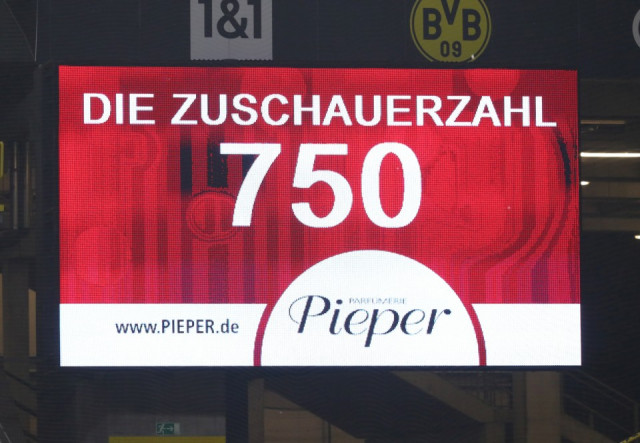 1&1
BVB
09
DIE ZUSCHAUERZAHL
750
PARFUMERIE
Pieper
www.PIEPER.de